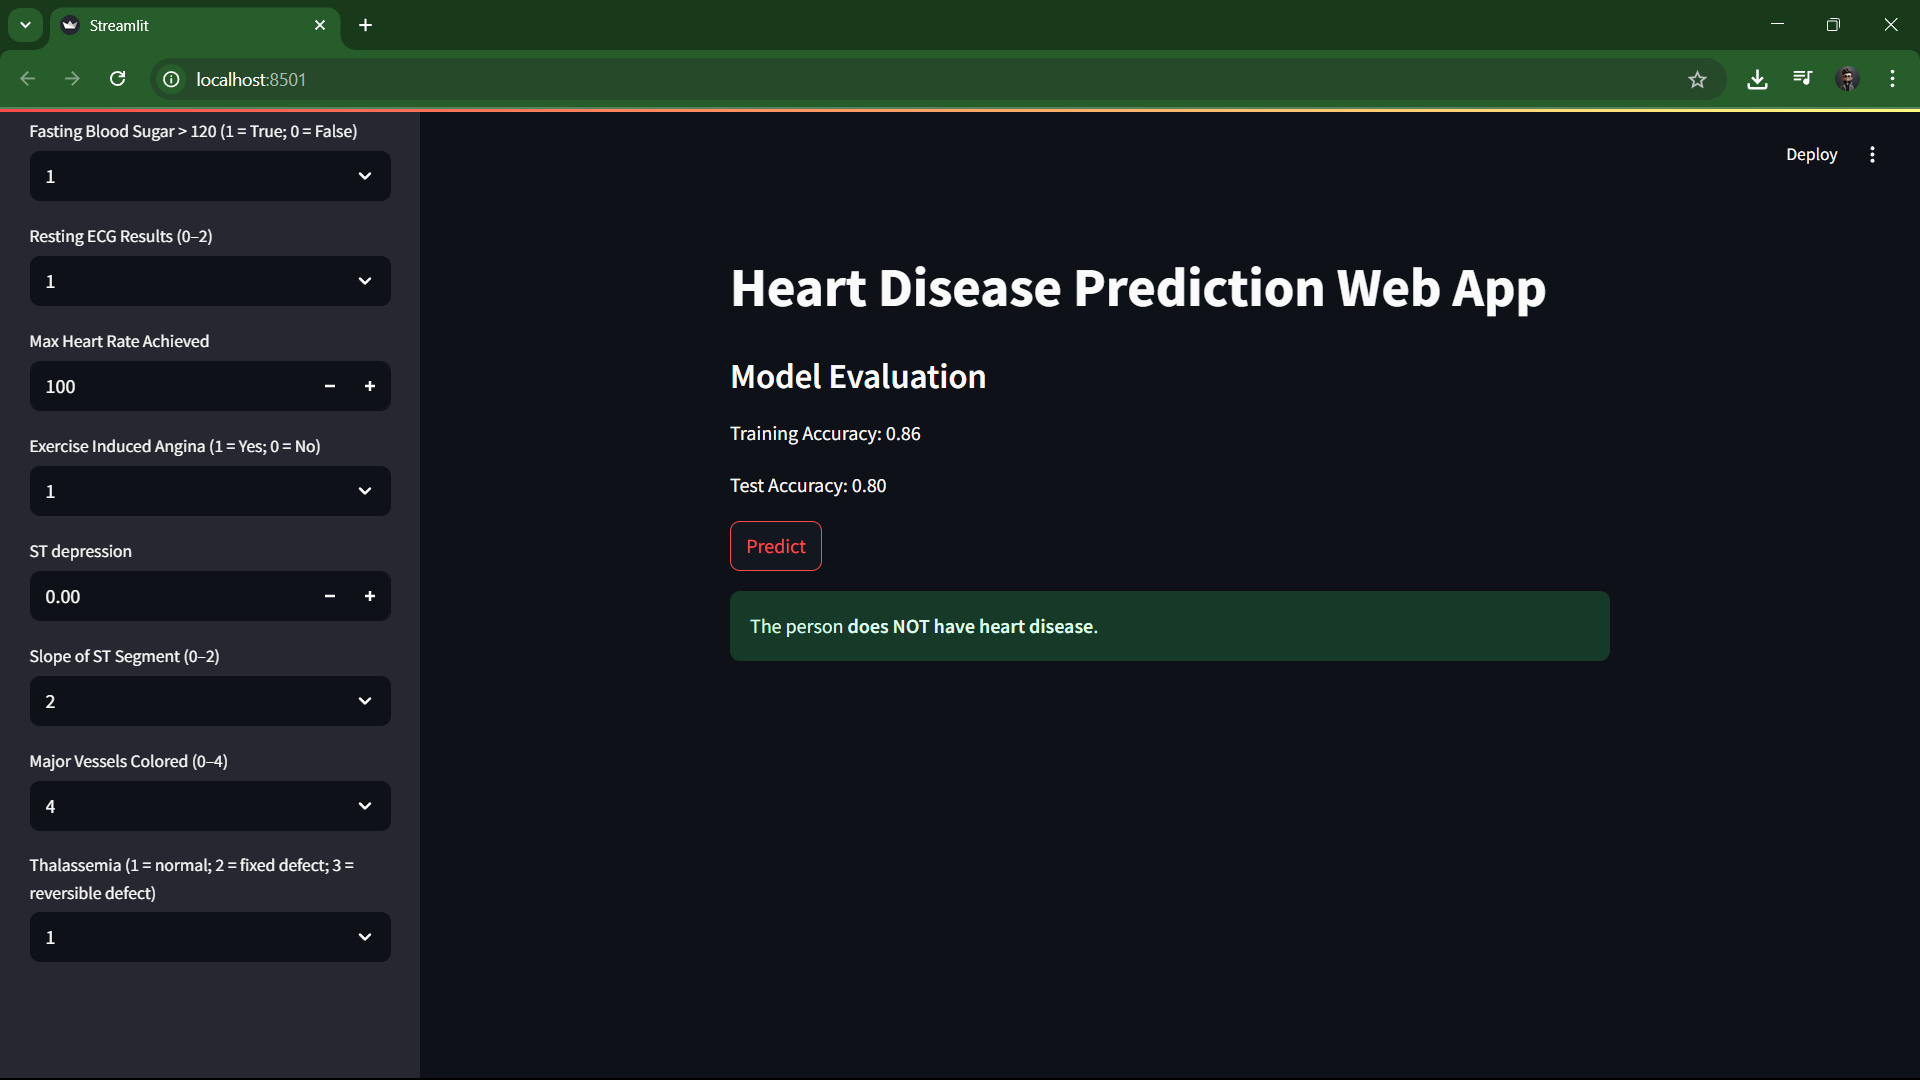 Streamlit
localhost:8501
Fasting Blood Sugar > 120 (1 = True; 0 = False)
1
Resting ECG Results (0–2)
1
Max Heart Rate Achieved
100
Exercise Induced Angina (1 = Yes; 0 = No)
1
ST depression
0.00
Slope of ST Segment (0–2)
2
Major Vessels Colored (0–4)
4
Thalassemia (1 = normal; 2 = fixed defect; 3 =
reversible defect)
1
Deploy
Heart Disease Prediction Web App
Model Evaluation
Training Accuracy: 0.86
Test Accuracy: 0.80
Predict
The person does NOT have heart disease.